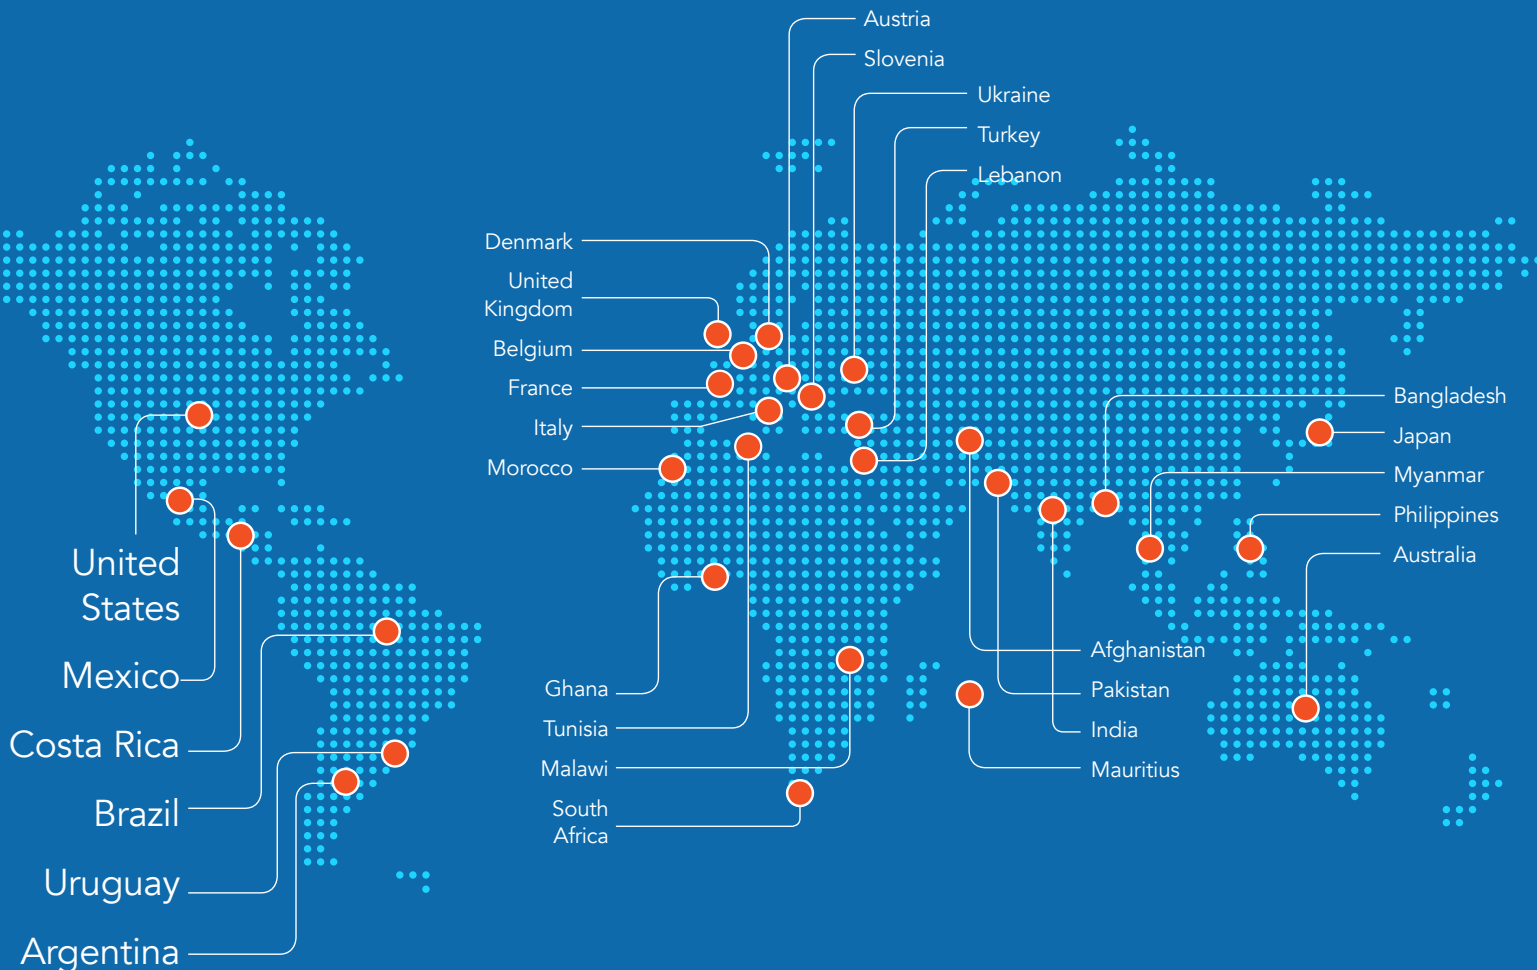 Austria
Slovenia
Ukraine
Turkey
Lebanon
Denmark
United
Kingdom
Belgium
France
Italy
Morocco
Bangladesh
Japan
Myanmar
Philippines
Australia
United
States
Mexico
Costa Rica
Brazil
Uruguay
Argentina
Ghana
Tunisia
Malawi
South
Africa
Afghanistan
Pakistan
India
Mauritius